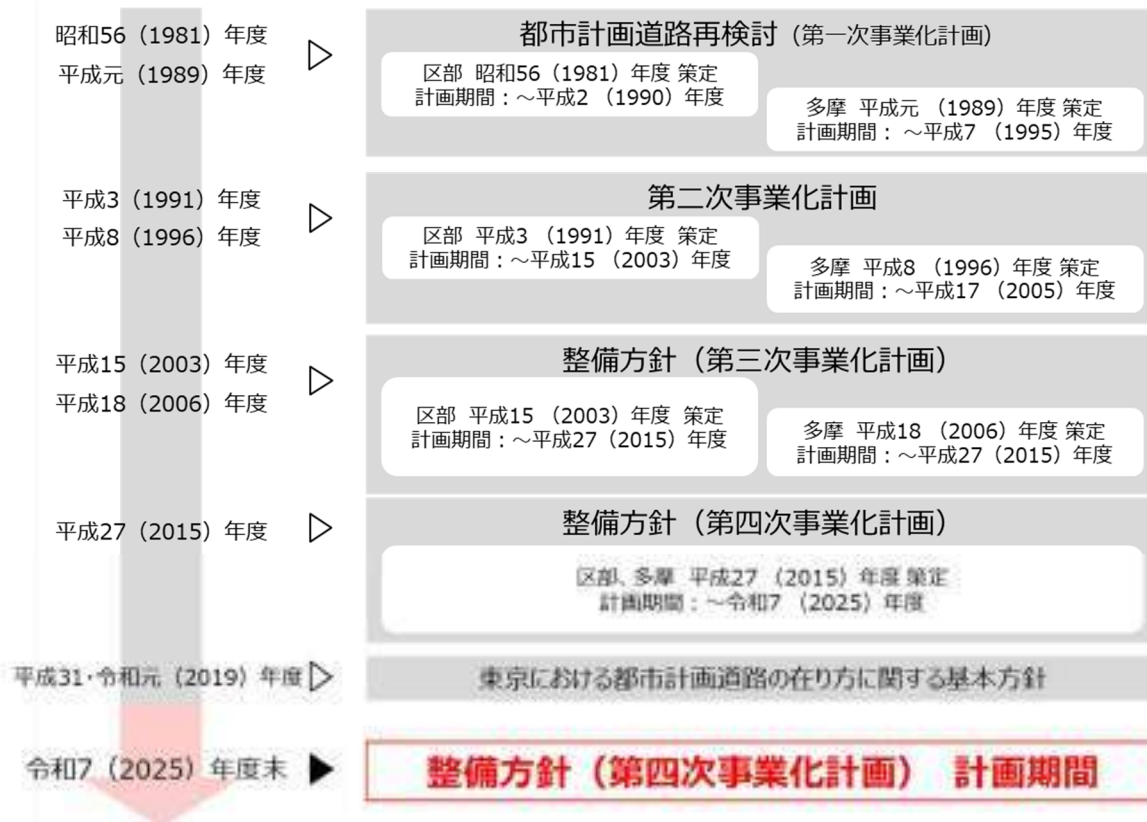 昭和56（1981）年度
平成元（1989）年度
都市計画道路再検討（第一次事業化計画）
区部 昭和56（1981）年度 策定
計画期間：～平成2 （1990）年度
多摩 平成元 （1989）年度 策定
計画期間： ～平成7 （1995）年度
平成3（1991）年度
平成8（1996）年度
第二次事業化計画
区部 平成3 （1991）年度 策定
計画期間：～平成15 （2003）年度
多摩 平成8 （1996）年度 策定
計画期間：～平成17 （2005）年度
平成15（2003）年度
平成18（2006）年度
整備方針（第三次事業化計画）
区部 平成15 （2003）年度 策定
計画期間：～平成27（2015）年度
多摩 平成18 （2006）年度 策定
計画期間：～平成27（2015）年度
平成27（2015）年度
整備方針（第四次事業化計画）
区部、多摩 平成27 （2015）年度 策定
計画期間：～令和7 （2025）年度
平成31・令和元（2019）年度
東京における都市計画道路の在り方に関する基本方針
令和7（2025）年度末
整備方針（第四次事業化計画） 計画期間